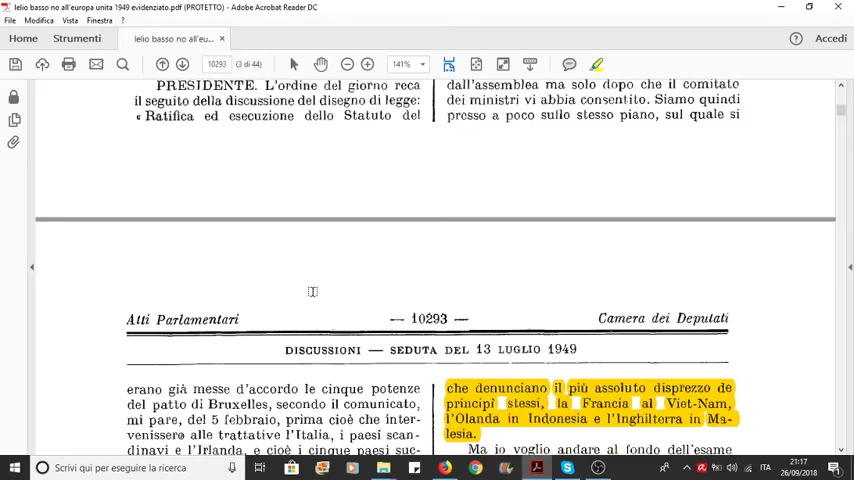 lelio basso no all'europa unita 1949 evidenziato.pdf (PROTETTO) - Adobe Acrobat Reader DC
File Modifica Vista Finestra ?
Home Strumenti lelio basso no all'eu... × ? Accedi
10293 (3 di 44) 141%
PRESIDENTE. L'ordine del giorno reca
il seguito della discussione del disegno di legge:
« Ratifica ed esecuzione dello Statuto del
dall'assemblea ma solo dopo che il comitato
dei ministri vi abbia consentito. Siamo quindi
presso a poco sullo stesso piano, sul quale si
Atti Parlamentari — 10293 — Camera dei Deputati
DISCUSSIONI — SEDUTA DEL 13 LUGLIO 1949
erano già messe d'accordo le cinque potenze
del patto di Bruxelles, secondo il comunicato,
mi pare, del 5 febbraio, prima cioè che inter-
venissero alle trattative l'Italia, i paesi scan-
dinavi e l'Irlanda, e cioè i cinque paesi suc-
che denunciano il più assoluto disprezzo de
principî stessi, la Francia al Viet-Nam,
l'Olanda in Indonesia e l'Inghilterra in Ma-
lesia.
Ma io voglio andare al fondo dell'esame
Scrivi qui per eseguire la ricerca
ITA
21:17
26/09/2018